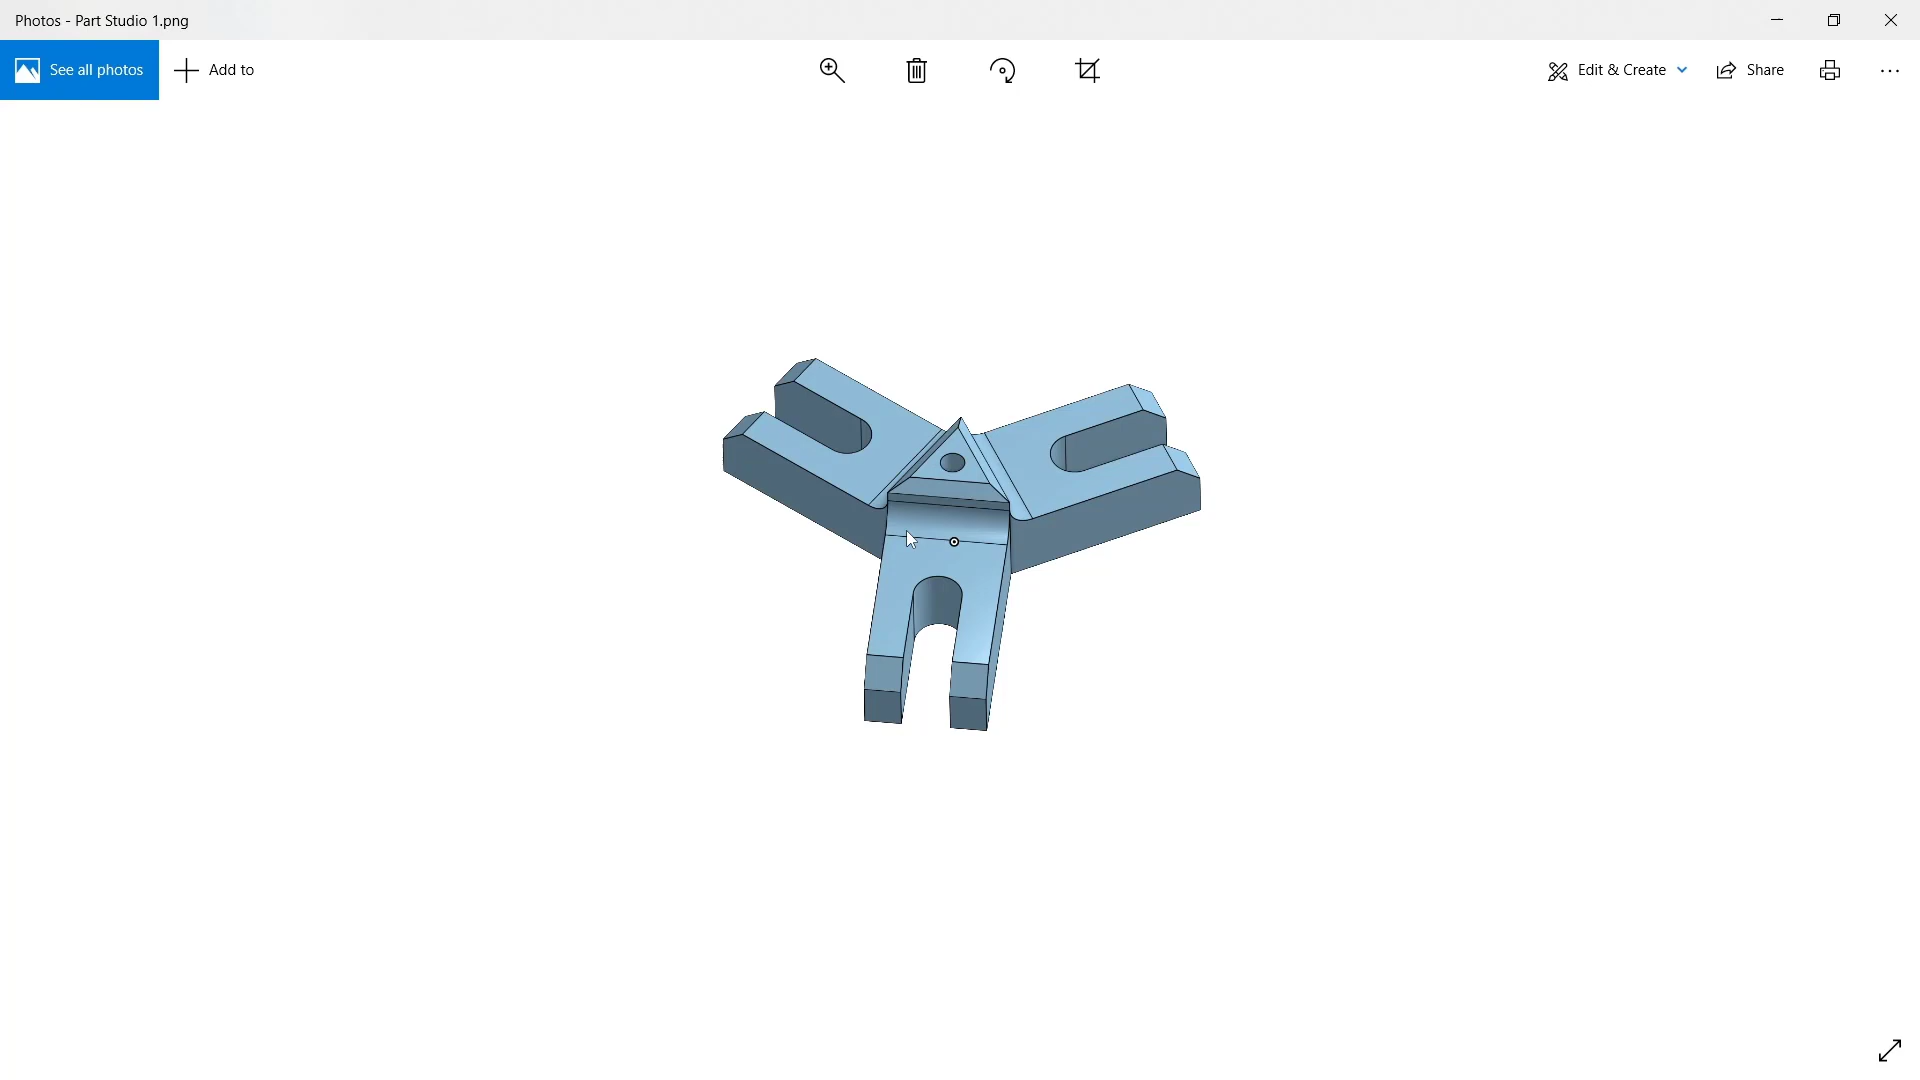 Photos - Part Studio 1.png
See all photos
Add to
Edit & Create
Share